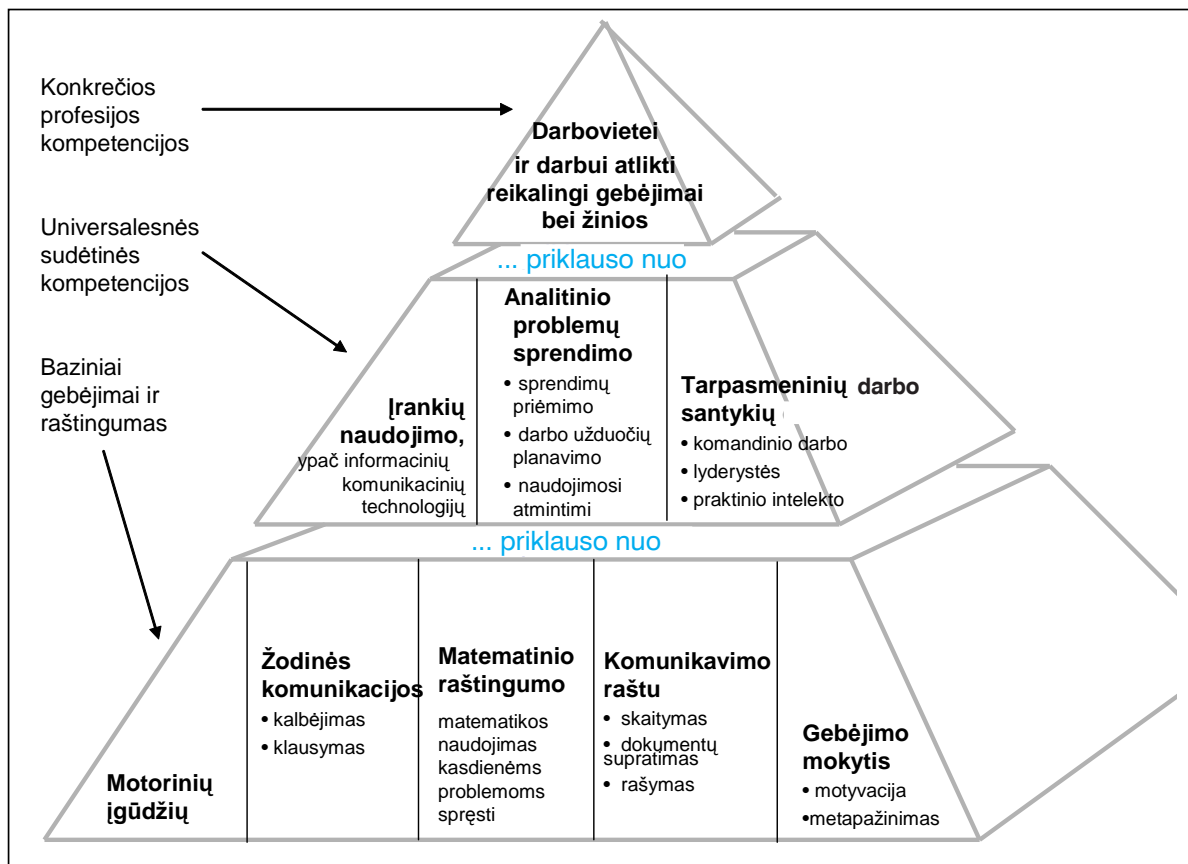 Konkrečios
profesijos
kompetencijos
Universalesnės
sudėtinės
kompetencijos
Baziniai
gebėjimai ir
raštingumas
Darbovietei
ir darbui atlikti
reikalingi gebėjimai
bei žinios
... priklauso nuo
Įrankių
naudojimo,
ypač informacinių
komunikacinių
technologijų
Analitinio
problemų
sprendimo
• sprendimų
priėmimo
• darbo užduočių
planavimo
• naudojimosi
atmintimi
Tarpasmeninių darbo
santykių
• komandinio darbo
• lyderystės
• praktinio intelekto
... priklauso nuo
Motorinių
įgūdžių
Žodinės
komunikacijos
• kalbėjimas
• klausymas
Matematinio
raštingumo
matematikos
naudojimas
kasdienėms
problemoms
spręsti
Komunikavimo
raštu
• skaitymas
• dokumentų
supratimas
• rašymas
Gebėjimo
mokytis
• motyvacija
•metapažinimas